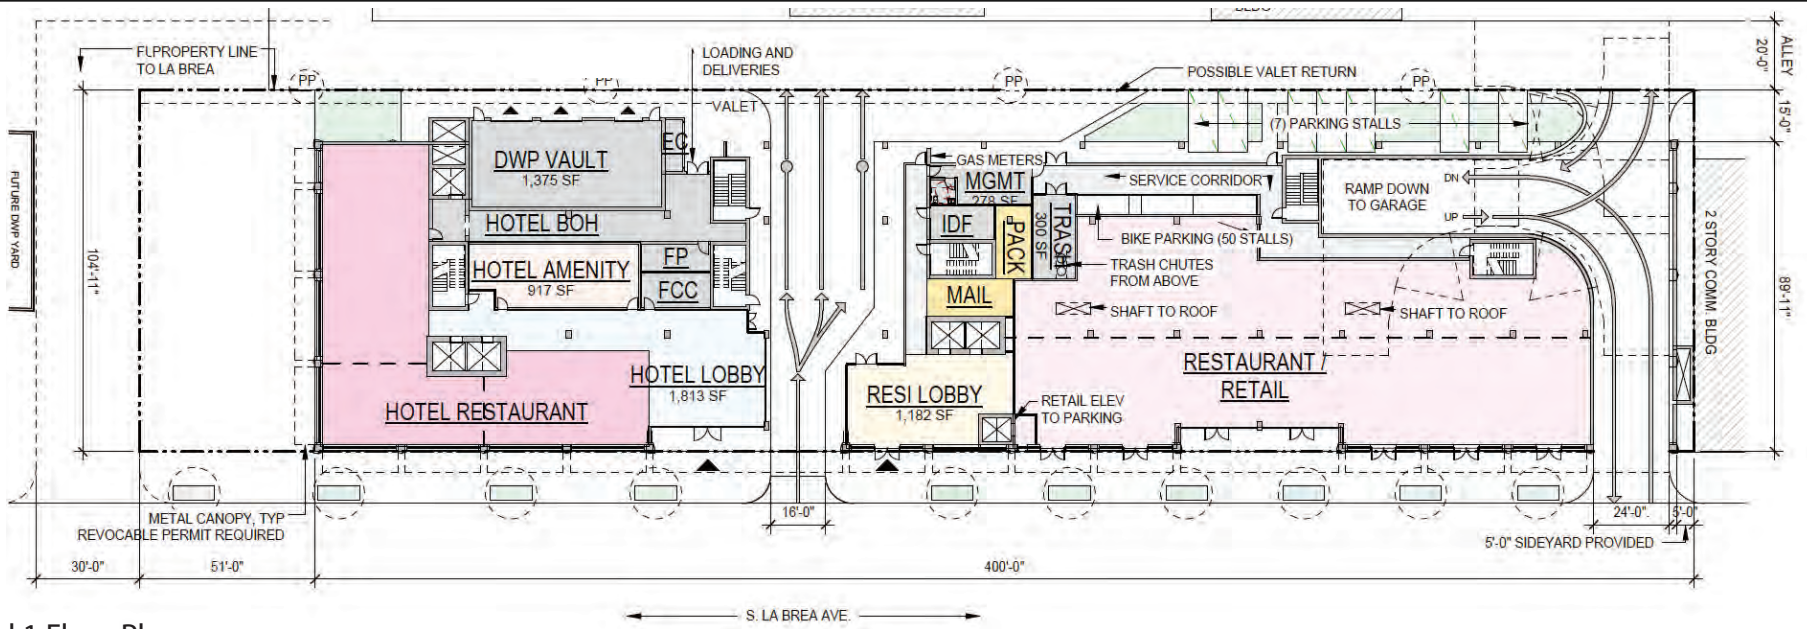 FLPROPERTY LINE
TO LA BREA
PP
PP
LOADING AND
DELIVERIES
VALET
PP
POSSIBLE VALET RETURN
PP
ALLEY
20'-0"
15'-0"
(7) PARKING STALLS
EC
DWP VAULT
1,375 SF
GAS METERS
MGMT
278 SF
SERVICE CORRIDOR
DN
RAMP DOWN
TO GARAGE
UP
FUTURE DWP YARD
HOTEL BOH
IDF
PACK
TRASH
300 SF
BIKE PARKING (50 STALLS)
2 STORY COMM. BLDG
104'-11"
HOTEL AMENITY
917 SF
FP
FCC
TRASH CHUTES
FROM ABOVE
89'-11"
MAIL
SHAFT TO ROOF
SHAFT TO ROOF
HOTEL LOBBY
1,813 SF
RESTAURANT /
RETAIL
HOTEL RESTAURANT
RESI LOBBY
1,182 SF
RETAIL ELEV
TO PARKING
METAL CANOPY, TYP
REVOCABLE PERMIT REQUIRED
16'-0"
24'-0"
5'-0"
5'-0" SIDEYARD PROVIDED
30'-0"
51'-0"
400'-0"
S. LA BREA AVE.